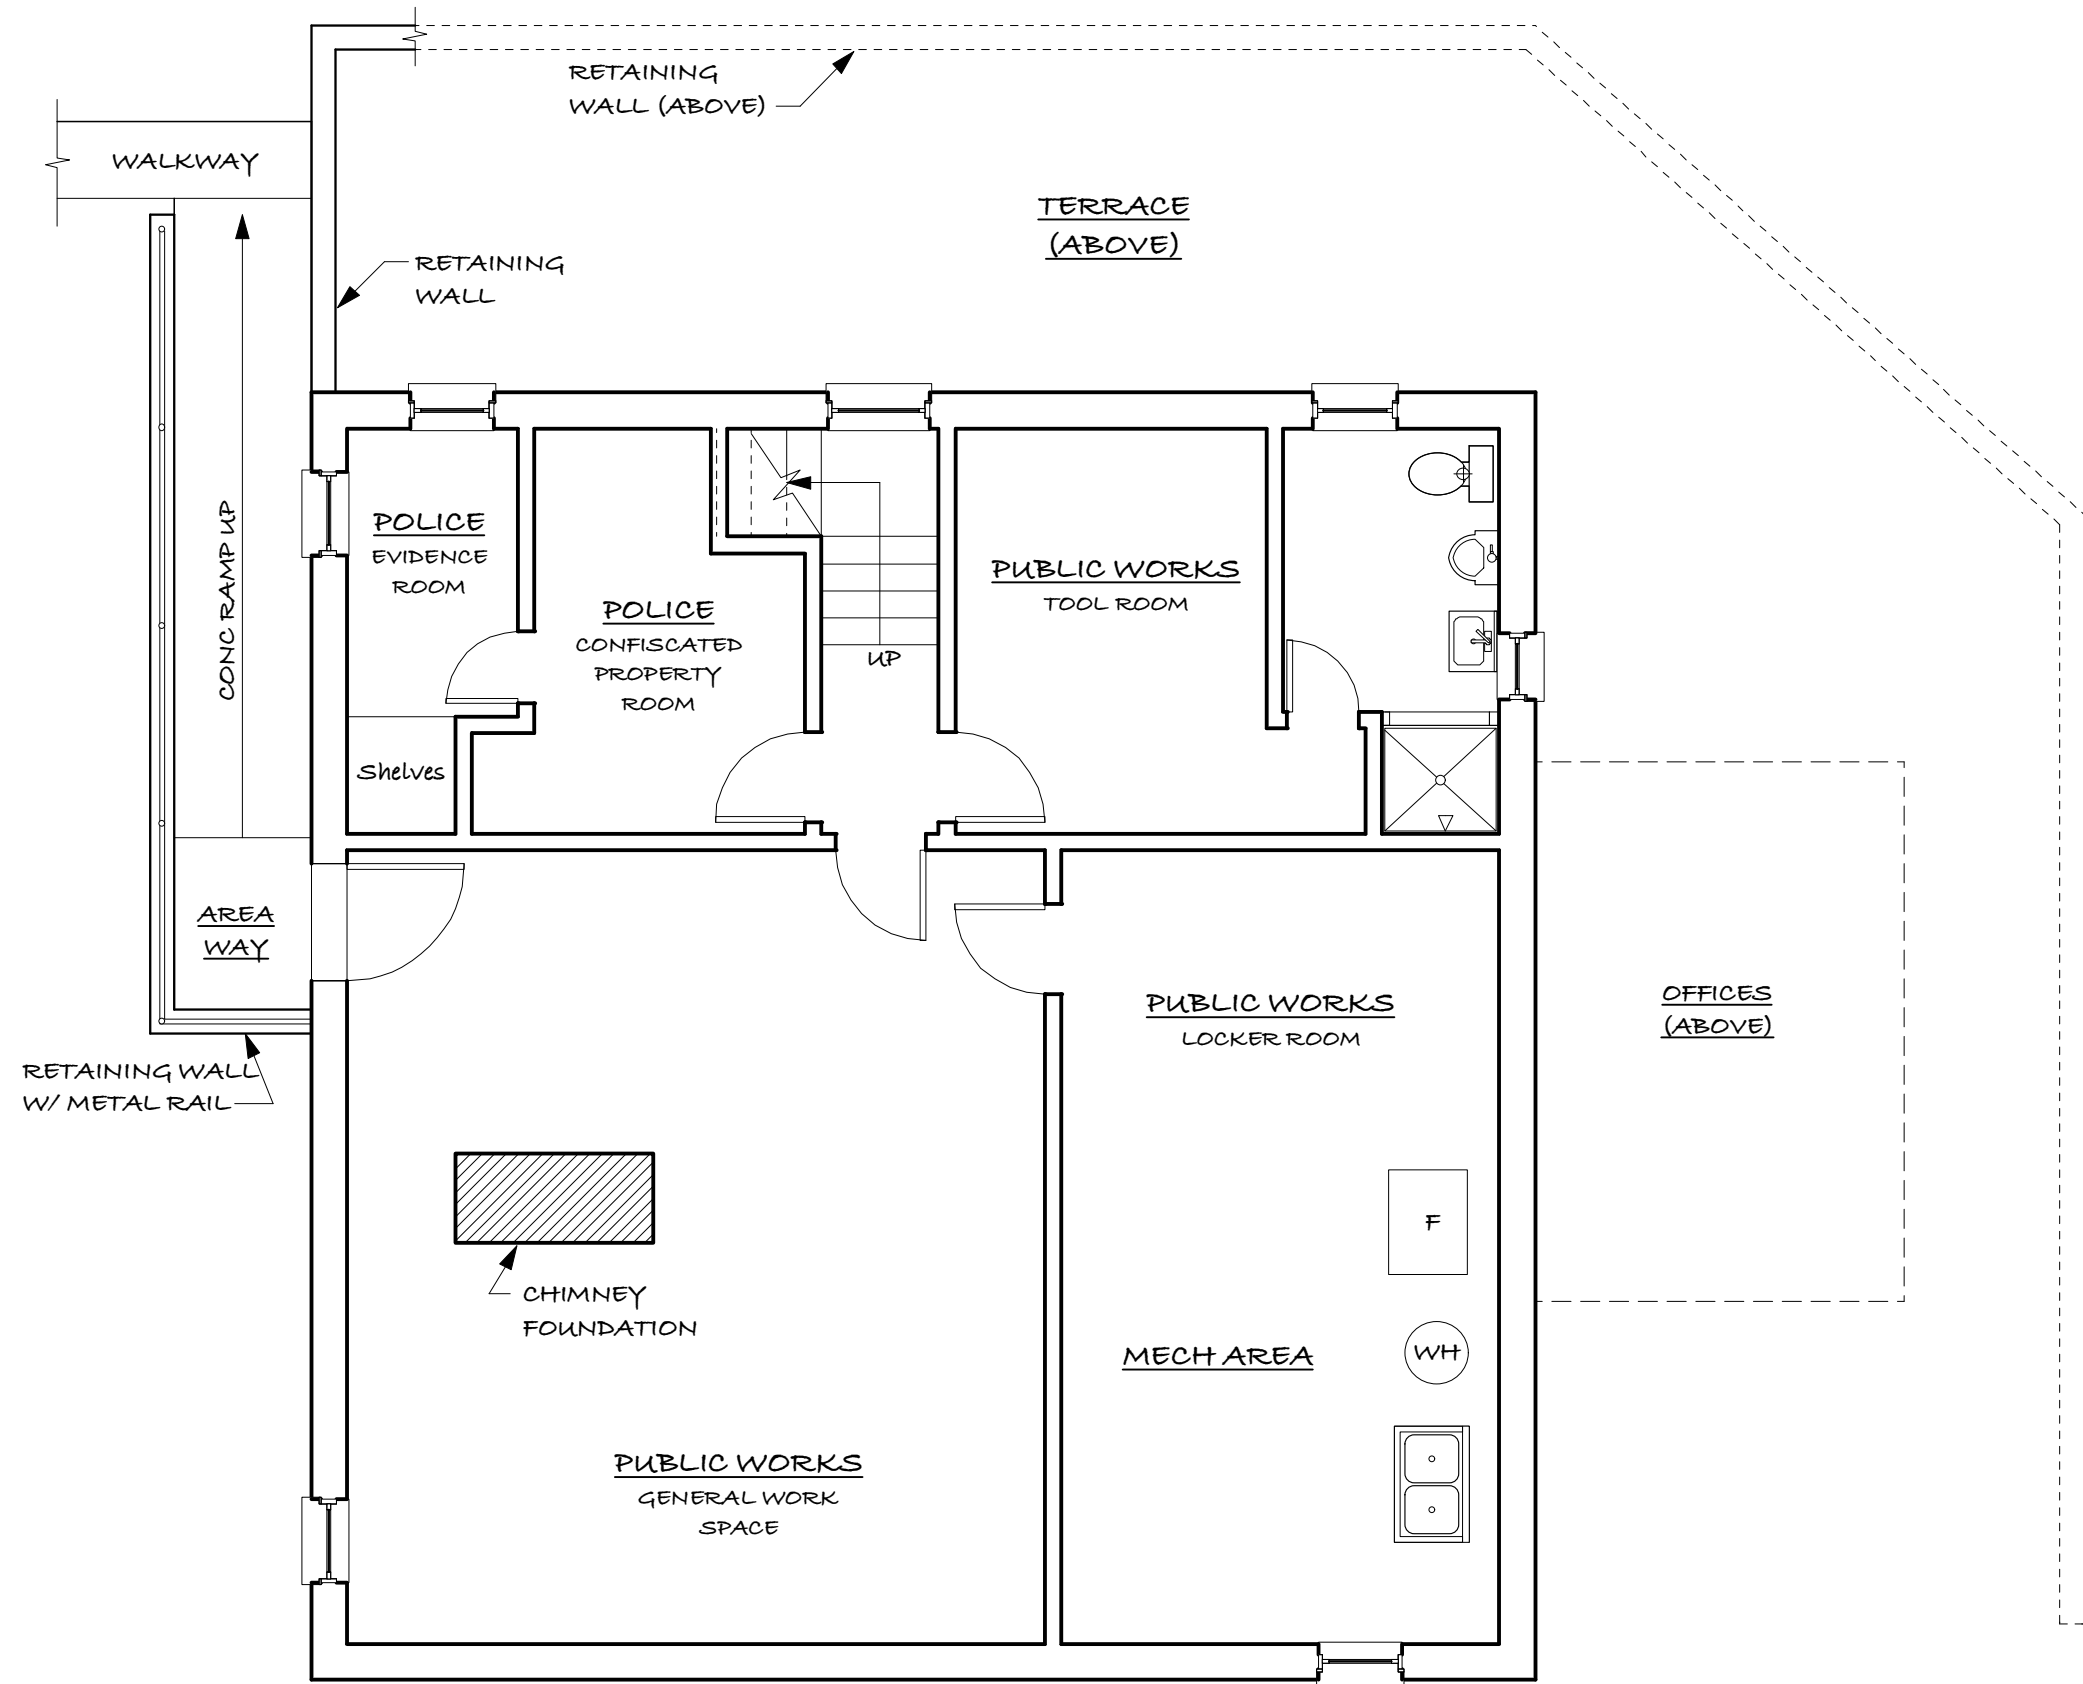 RETAINING
WALL (ABOVE)
WALKWAY
TERRACE
(ABOVE)
RETAINING
WALL
CONC RAMP UP
POLICE
EVIDENCE
ROOM
POLICE
CONFISCATED
PROPERTY
ROOM
UP
PUBLIC WORKS
TOOL ROOM
Shelves
AREA
WAY
RETAINING WALL
W/ METAL RAIL
PUBLIC WORKS
LOCKER ROOM
OFFICES
(ABOVE)
F
CHIMNEY
FOUNDATION
MECH AREA
WH
PUBLIC WORKS
GENERAL WORK
SPACE